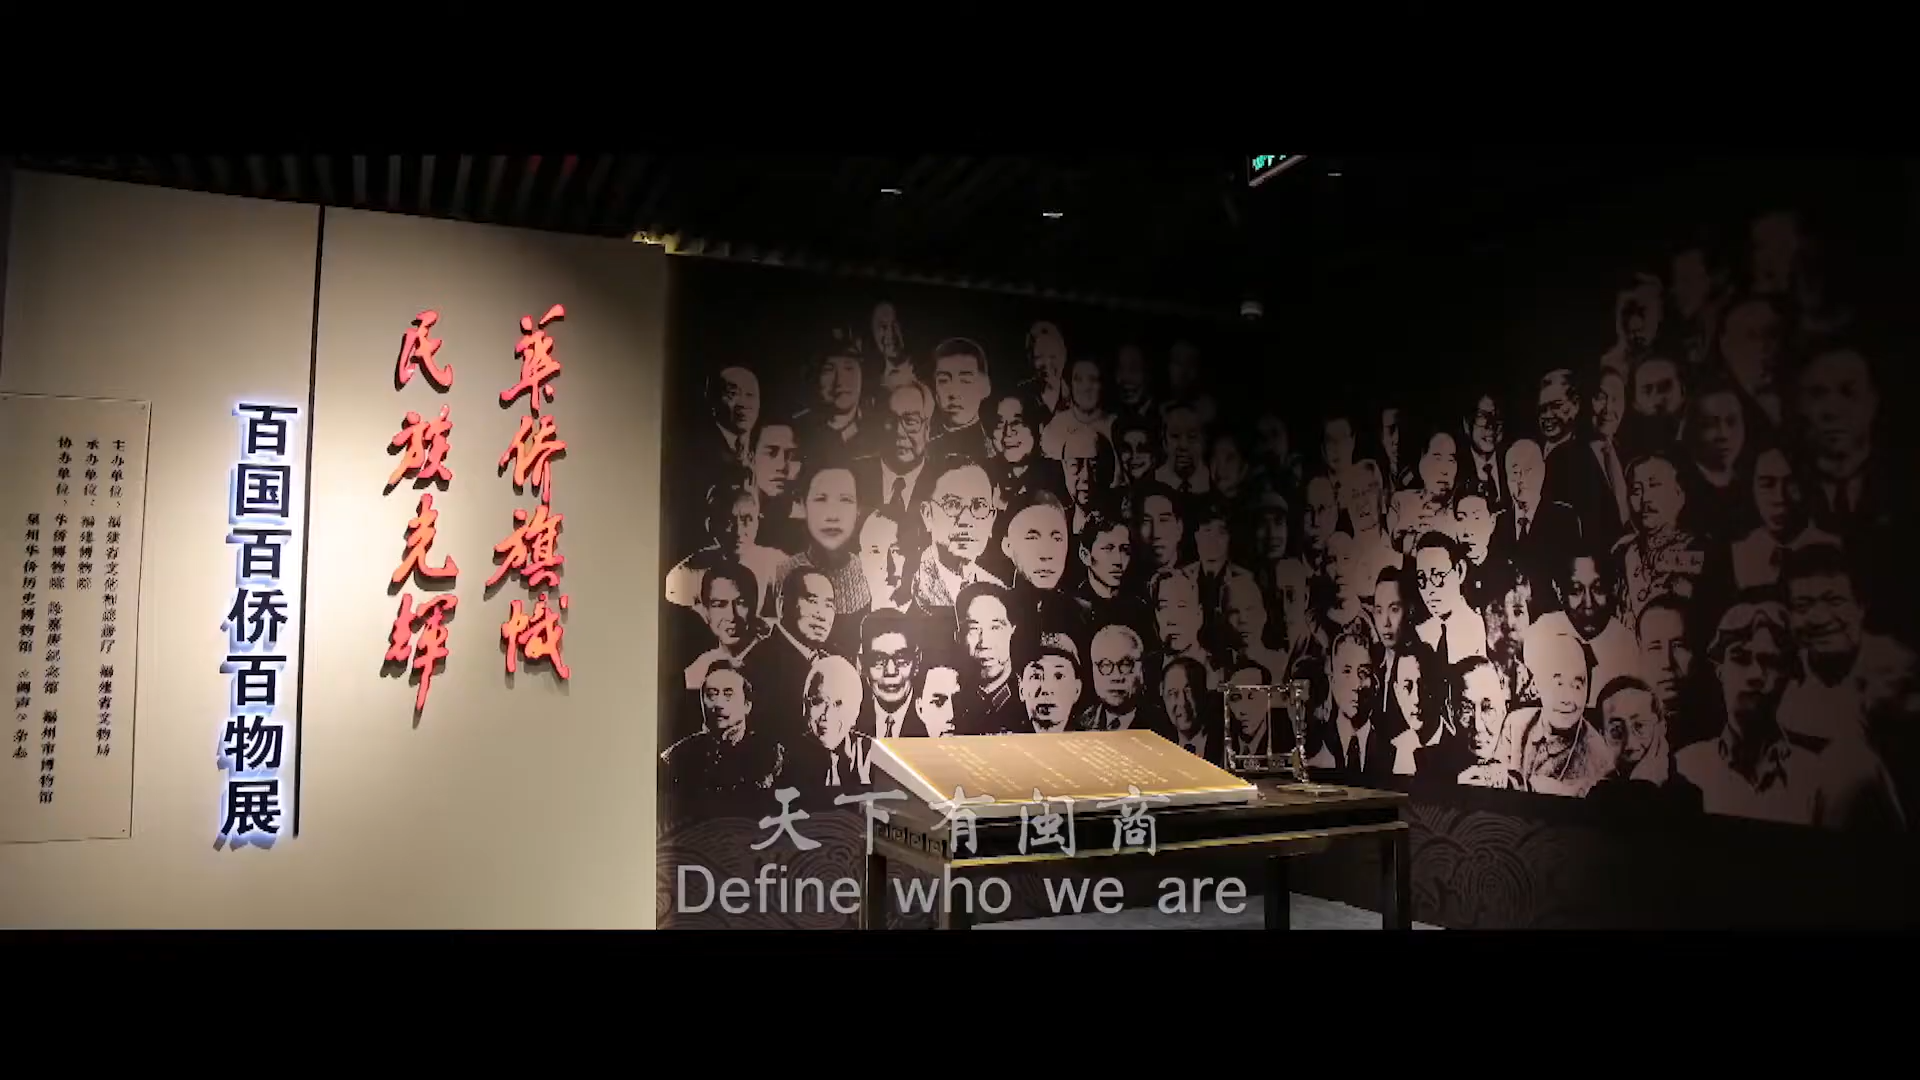 华侨旗帜
民族光辉
百国百侨百物展
主办单位：福建省文化和旅游厅 福建省文物局
承办单位：福建博物院
协办单位：华侨博物院 陈嘉庚纪念馆 福州市博物馆
泉州华侨历史博物馆 《闽声》杂志
天下有闽商
Define who we are